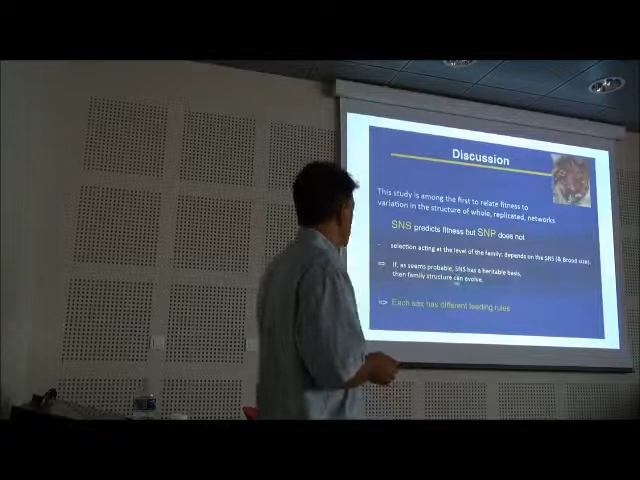 Discussion
This study is among the first to relate fitness to
variation in the structure of whole, replicated, networks
SNS predicts fitness but SNP does not
- selection acting at the level of the family: depends on the SNS (& Brood size).
⇨ If, as seems probable, SNS has a heritable basis,
then family structure can evolve.
⇨ Each sex has different feeding rules